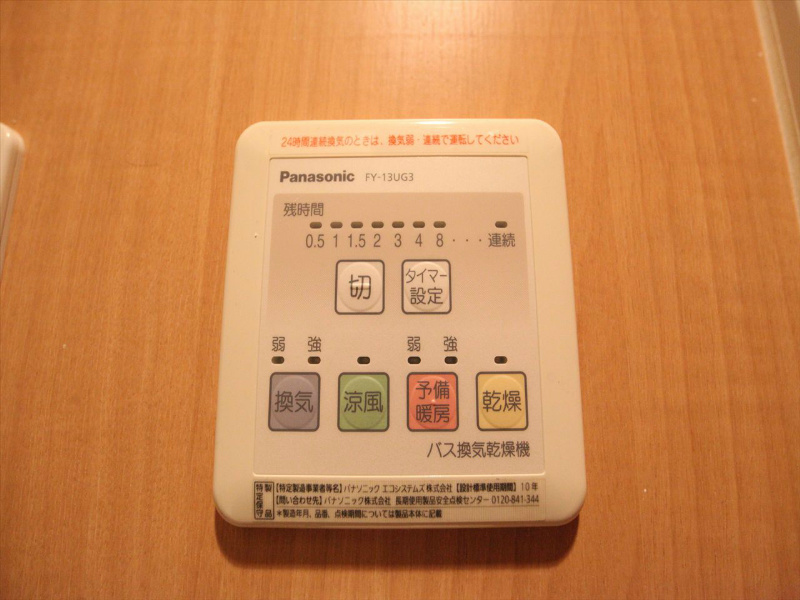 24時間連続換気のときは、換気弱・連続で運転してください
Panasonic FY-13UG3
残時間
0.5 1 1.5 2 3 4 8 ・・・連続
切 タイマー設定
弱 強 弱 強
換気 涼風 予備暖房 乾燥
バス換気乾燥機
特定保守製品
【特定製造事業者等名】パナソニック エコシステムズ株式会社【設計標準使用期間】10年
【問い合わせ先】パナソニック株式会社 長期使用製品安全点検センター 0120-841-344
*製造年月、品番、点検期間については製品本体に記載